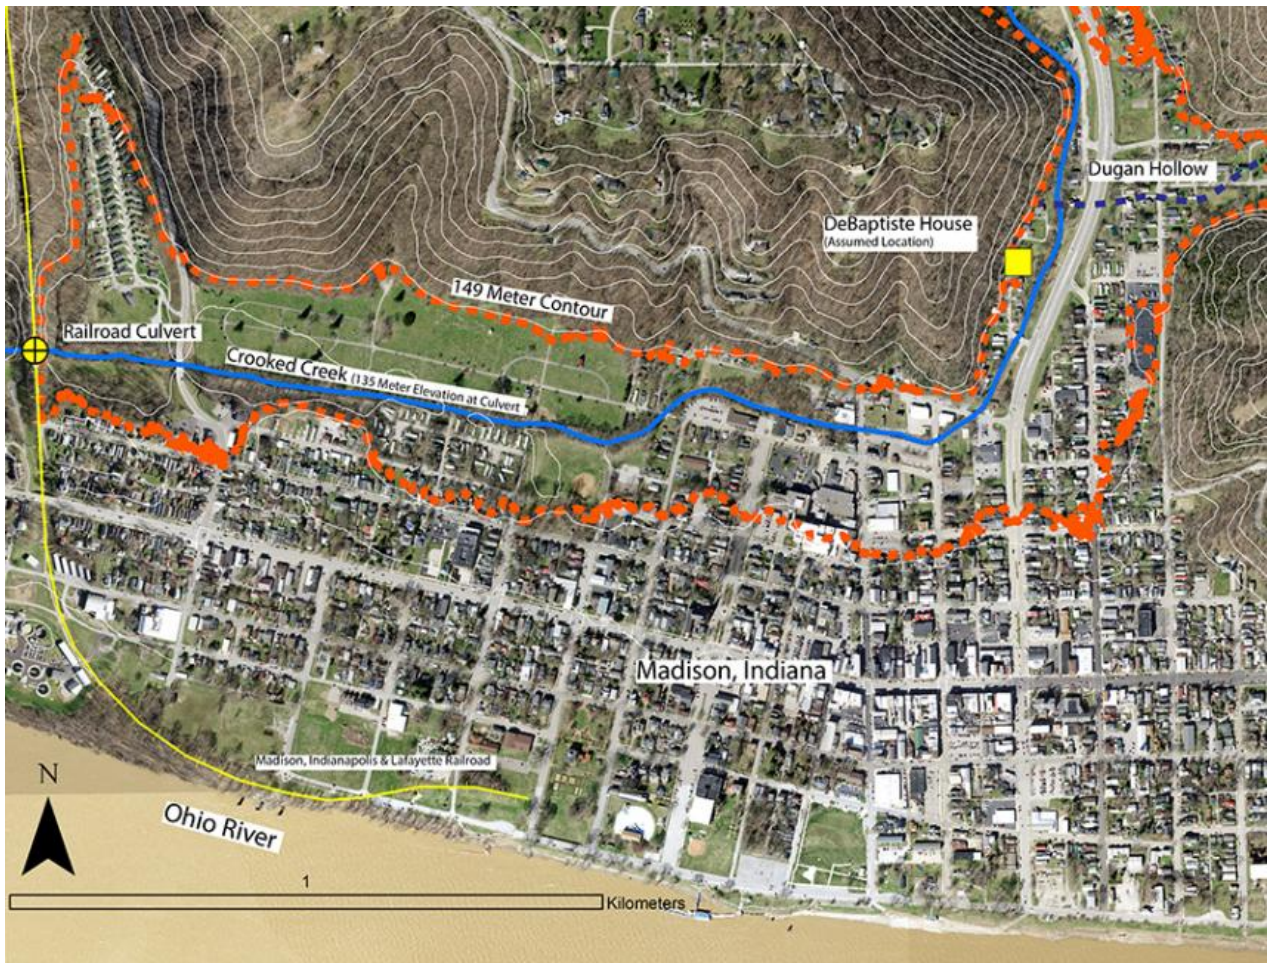 Dugan Hollow
DeBaptiste House
(Assumed Location)
149 Meter Contour
Railroad Culvert
Crooked Creek (135 Meter Elevation at Culvert
Madison, Indiana
Madison, Indianapolis & Lafayette Railroad
N
Ohio River
1
Kilometers